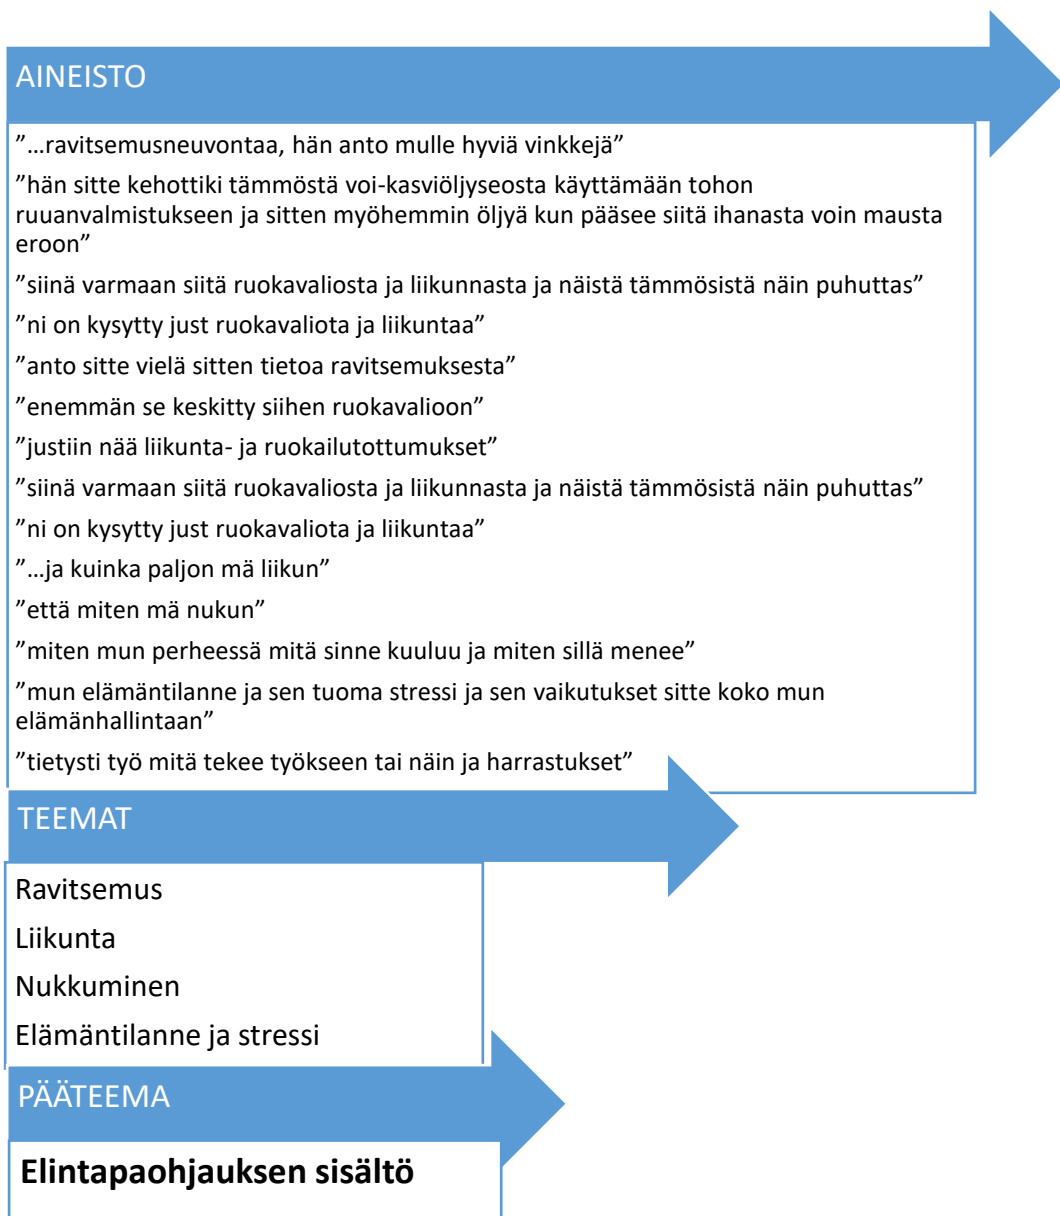 AINEISTO
”…ravitsemusneuvontaa, hän anto mulle hyviä vinkkejä”
”hän sitte kehottiki tämmöstä voi-kasviöljyseosta käyttämään tohon
ruuanvalmistukseen ja sitten myöhemmin öljyä kun pääsee siitä ihanasta voin mausta
eroon”
”siinä varmaan siitä ruokavaliosta ja liikunnasta ja näistä tämmösistä näin puhuttas”
”ni on kysytty just ruokavaliota ja liikuntaa”
”anto sitte vielä sitten tietoa ravitsemuksesta”
”enemmän se keskitty siihen ruokavalioon”
”justiin nää liikunta- ja ruokailutottumukset”
”siinä varmaan siitä ruokavaliosta ja liikunnasta ja näistä tämmösistä näin puhuttas”
”ni on kysytty just ruokavaliota ja liikuntaa”
”…ja kuinka paljon mä liikun”
”että miten mä nukun”
”miten mun perheessä mitä sinne kuuluu ja miten sillä menee”
”mun elämäntilanne ja sen tuoma stressi ja sen vaikutukset sitte koko mun
elämänhallintaan”
”tietysti työ mitä tekee työkseen tai näin ja harrastukset”
TEEMAT
Ravitsemus
Liikunta
Nukkuminen
Elämäntilanne ja stressi
PÄÄTEEMA
Elintapaohjauksen sisältö